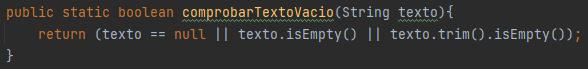 public static boolean comprobarTextoVacio(String texto){
    return (texto == null || texto.isEmpty() || texto.trim().isEmpty());
}